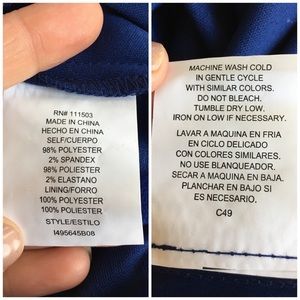 RN# 111503
MADE IN CHINA
HECHO EN CHINA
SELF/CUERPO
98% POLYESTER
2% SPANDEX
98% POLIESTER
2% ELASTANO
LINING/FORRO
100% POLYESTER
100% POLIESTER
STYLE/ESTILO
I495645B08
MACHINE WASH COLD
IN GENTLE CYCLE
WITH SIMILAR COLORS.
DO NOT BLEACH.
TUMBLE DRY LOW.
IRON ON LOW IF NECESSARY.
LAVAR A MAQUINA EN FRIA
EN CICLO DELICADO
CON COLORES SIMILARES.
NO USE BLANQUEADOR.
SECAR A MAQUINA EN BAJO.
PLANCHAR EN BAJO SI
ES NECESARIO.
C49